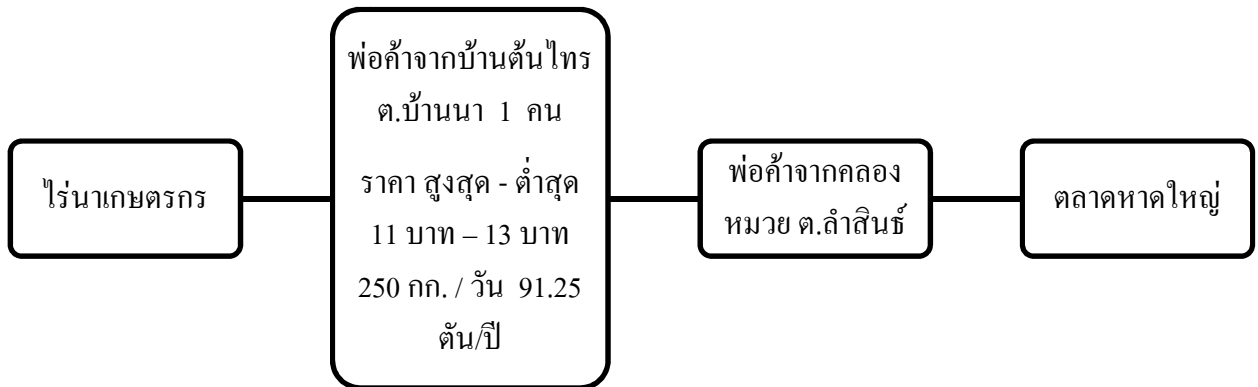 ไร่นาเกษตรกร
พ่อค้าจากบ้านต้นไทร
ต.บ้านนา 1 คน
ราคา สูงสุด - ต่ำสุด
11 บาท – 13 บาท
250 กก. / วัน 91.25
ตัน/ปี
พ่อค้าจากคลอง
หมวย ต.ลำสินธ์
ตลาดหาดใหญ่